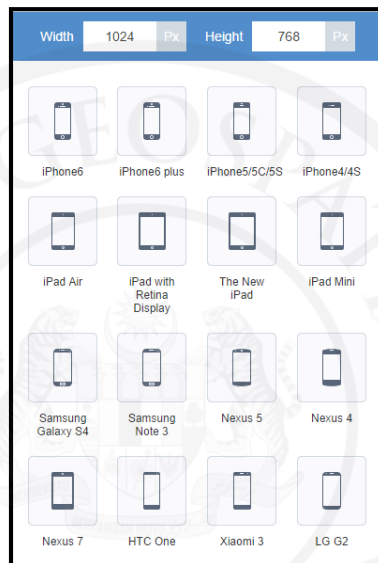 Width 1024 Px Height 768 Px
iPhone6 iPhone6 plus iPhone5/5C/5S iPhone4/4S
iPad Air iPad with The New iPad Mini
Retina iPad
Display
Samsung Samsung Nexus 5 Nexus 4
Galaxy S4 Note 3
Nexus 7 HTC One Xiaomi 3 LG G2